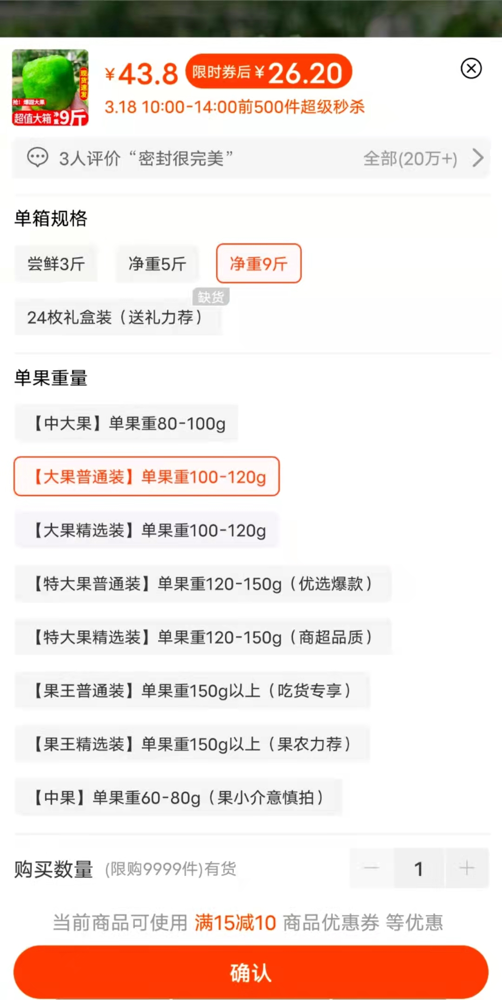 ¥43.8 限时券后¥26.20
3.18 10:00-14:00前500件超级秒杀
现货速发
抢！爆甜大果
超值大箱净重9斤
3人评价“密封很完美” 全部(20万+)
单箱规格
尝鲜3斤 净重5斤 净重9斤
缺货
24枚礼盒装（送礼力荐）
单果重量
【中大果】单果重80-100g
【大果普通装】单果重100-120g
【大果精选装】单果重100-120g
【特大果普通装】单果重120-150g（优选爆款）
【特大果精选装】单果重120-150g（商超品质）
【果王普通装】单果重150g以上（吃货专享）
【果王精选装】单果重150g以上（果农力荐）
【中果】单果重60-80g（果小介意慎拍）
购买数量 (限购9999件)有货 — 1 +
当前商品可使用 满15减10 商品优惠券 等优惠
确认